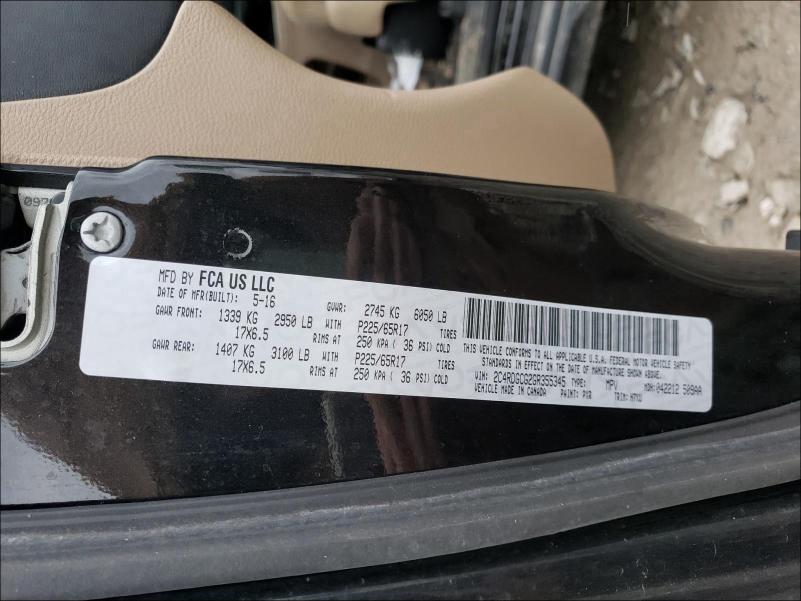 MFD BY FCA US LLC
DATE OF MFR(BUILT): 5-16 GVWR: 2745 KG 6050 LB
GAWR FRONT: 1339 KG 2950 LB WITH P225/65R17 TIRES
17X6.5 RIMS AT 250 KPA ( 36 PSI) COLD
GAWR REAR: 1407 KG 3100 LB WITH P225/65R17 TIRES
17X6.5 RIMS AT 250 KPA ( 36 PSI) COLD
THIS VEHICLE CONFORMS TO ALL APPLICABLE U.S.A. FEDERAL MOTOR VEHICLE SAFETY
STANDARDS IN EFFECT ON THE DATE OF MANUFACTURE SHOWN ABOVE.
VIN: 2C4RDGCG2GR355345 TYPE: MPV MDH: 042212 509AA
VEHICLE MADE IN CANADA PAINT: PXR TRIM: